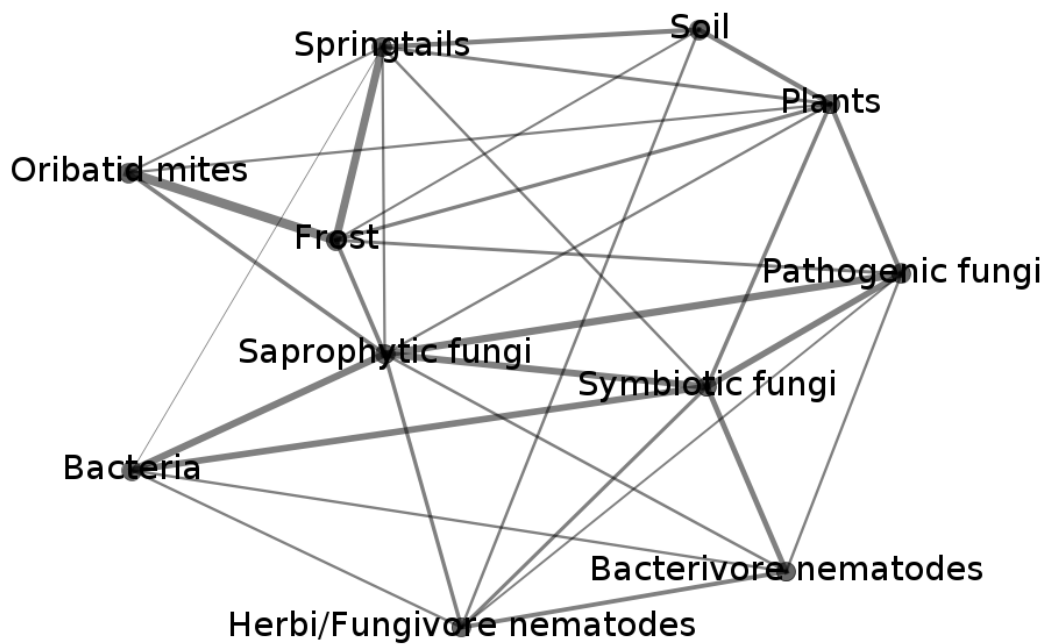 Soil
Springtails
Plants
Oribatid mites
Frost
Pathogenic fungi
Saprophytic fungi
Symbiotic fungi
Bacteria
Bacterivore nematodes
Herbi/Fungivore nematodes